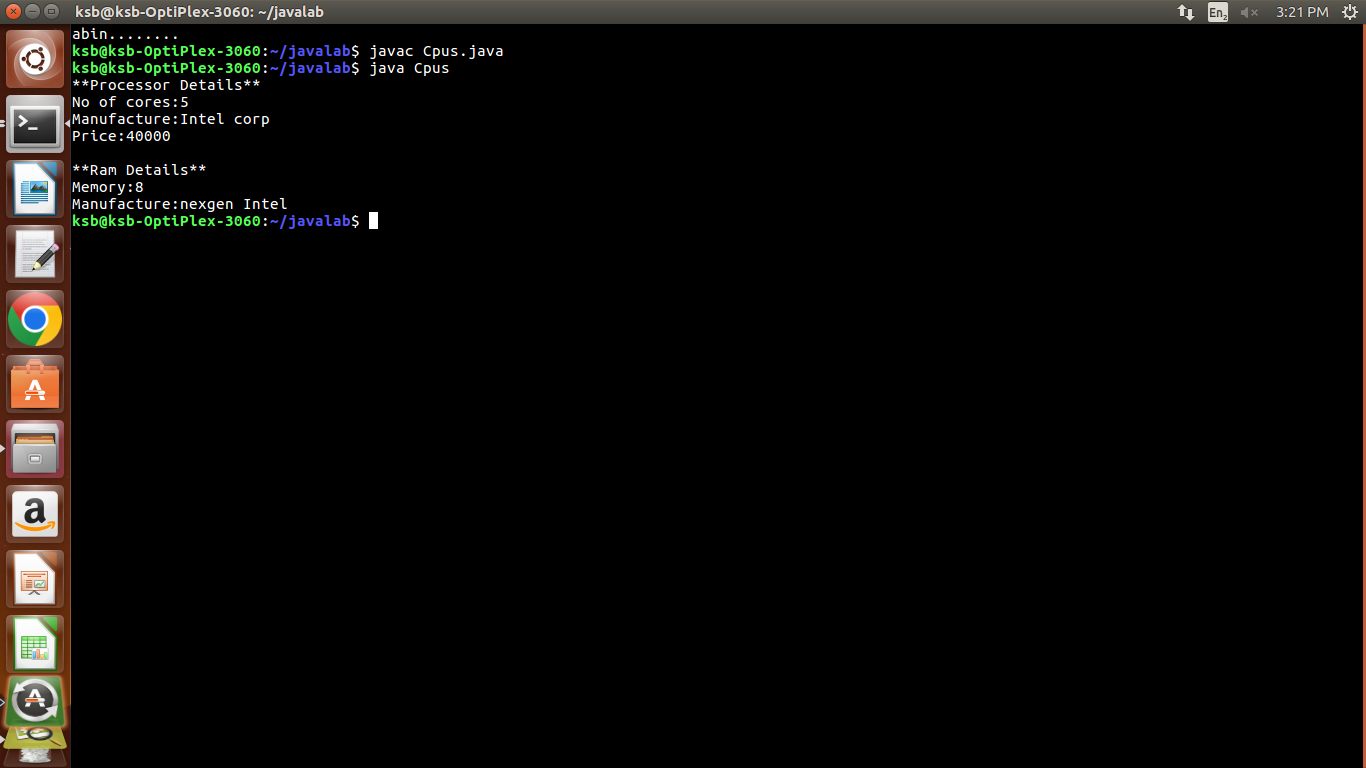 ksb@ksb-OptiPlex-3060: ~/javalab
En2
3:21 PM
abin........
ksb@ksb-OptiPlex-3060:~/javalab$ javac Cpus.java
ksb@ksb-OptiPlex-3060:~/javalab$ java Cpus
**Processor Details**
No of cores:5
Manufacture:Intel corp
Price:40000
**Ram Details**
Memory:8
Manufacture:nexgen Intel
ksb@ksb-OptiPlex-3060:~/javalab$